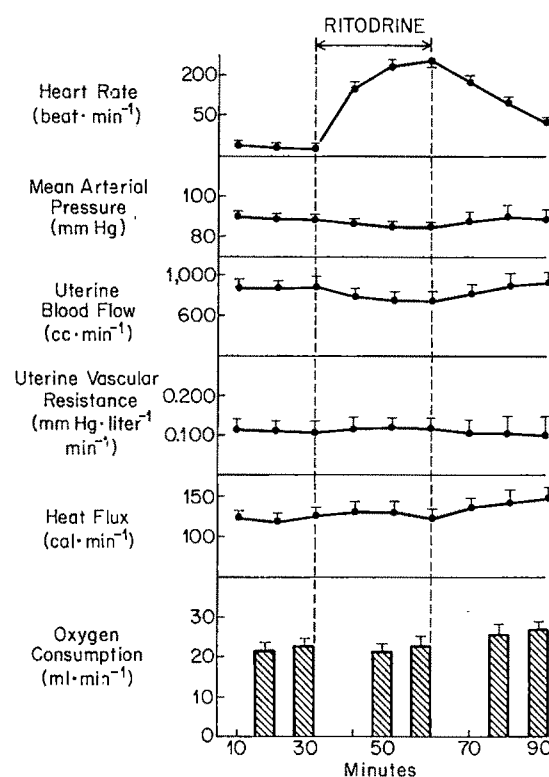 RITODRINE
Heart Rate
(beat·min⁻¹)
200
50
Mean Arterial
Pressure
(mm Hg)
100
80
Uterine
Blood Flow
(cc·min⁻¹)
1,000
600
Uterine Vascular
Resistance
(mm Hg·liter⁻¹
min⁻¹)
0.200
0.100
Heat Flux
(cal·min⁻¹)
150
100
Oxygen
Consumption
(ml·min⁻¹)
30
20
10
0
10 30 50 70 90
Minutes